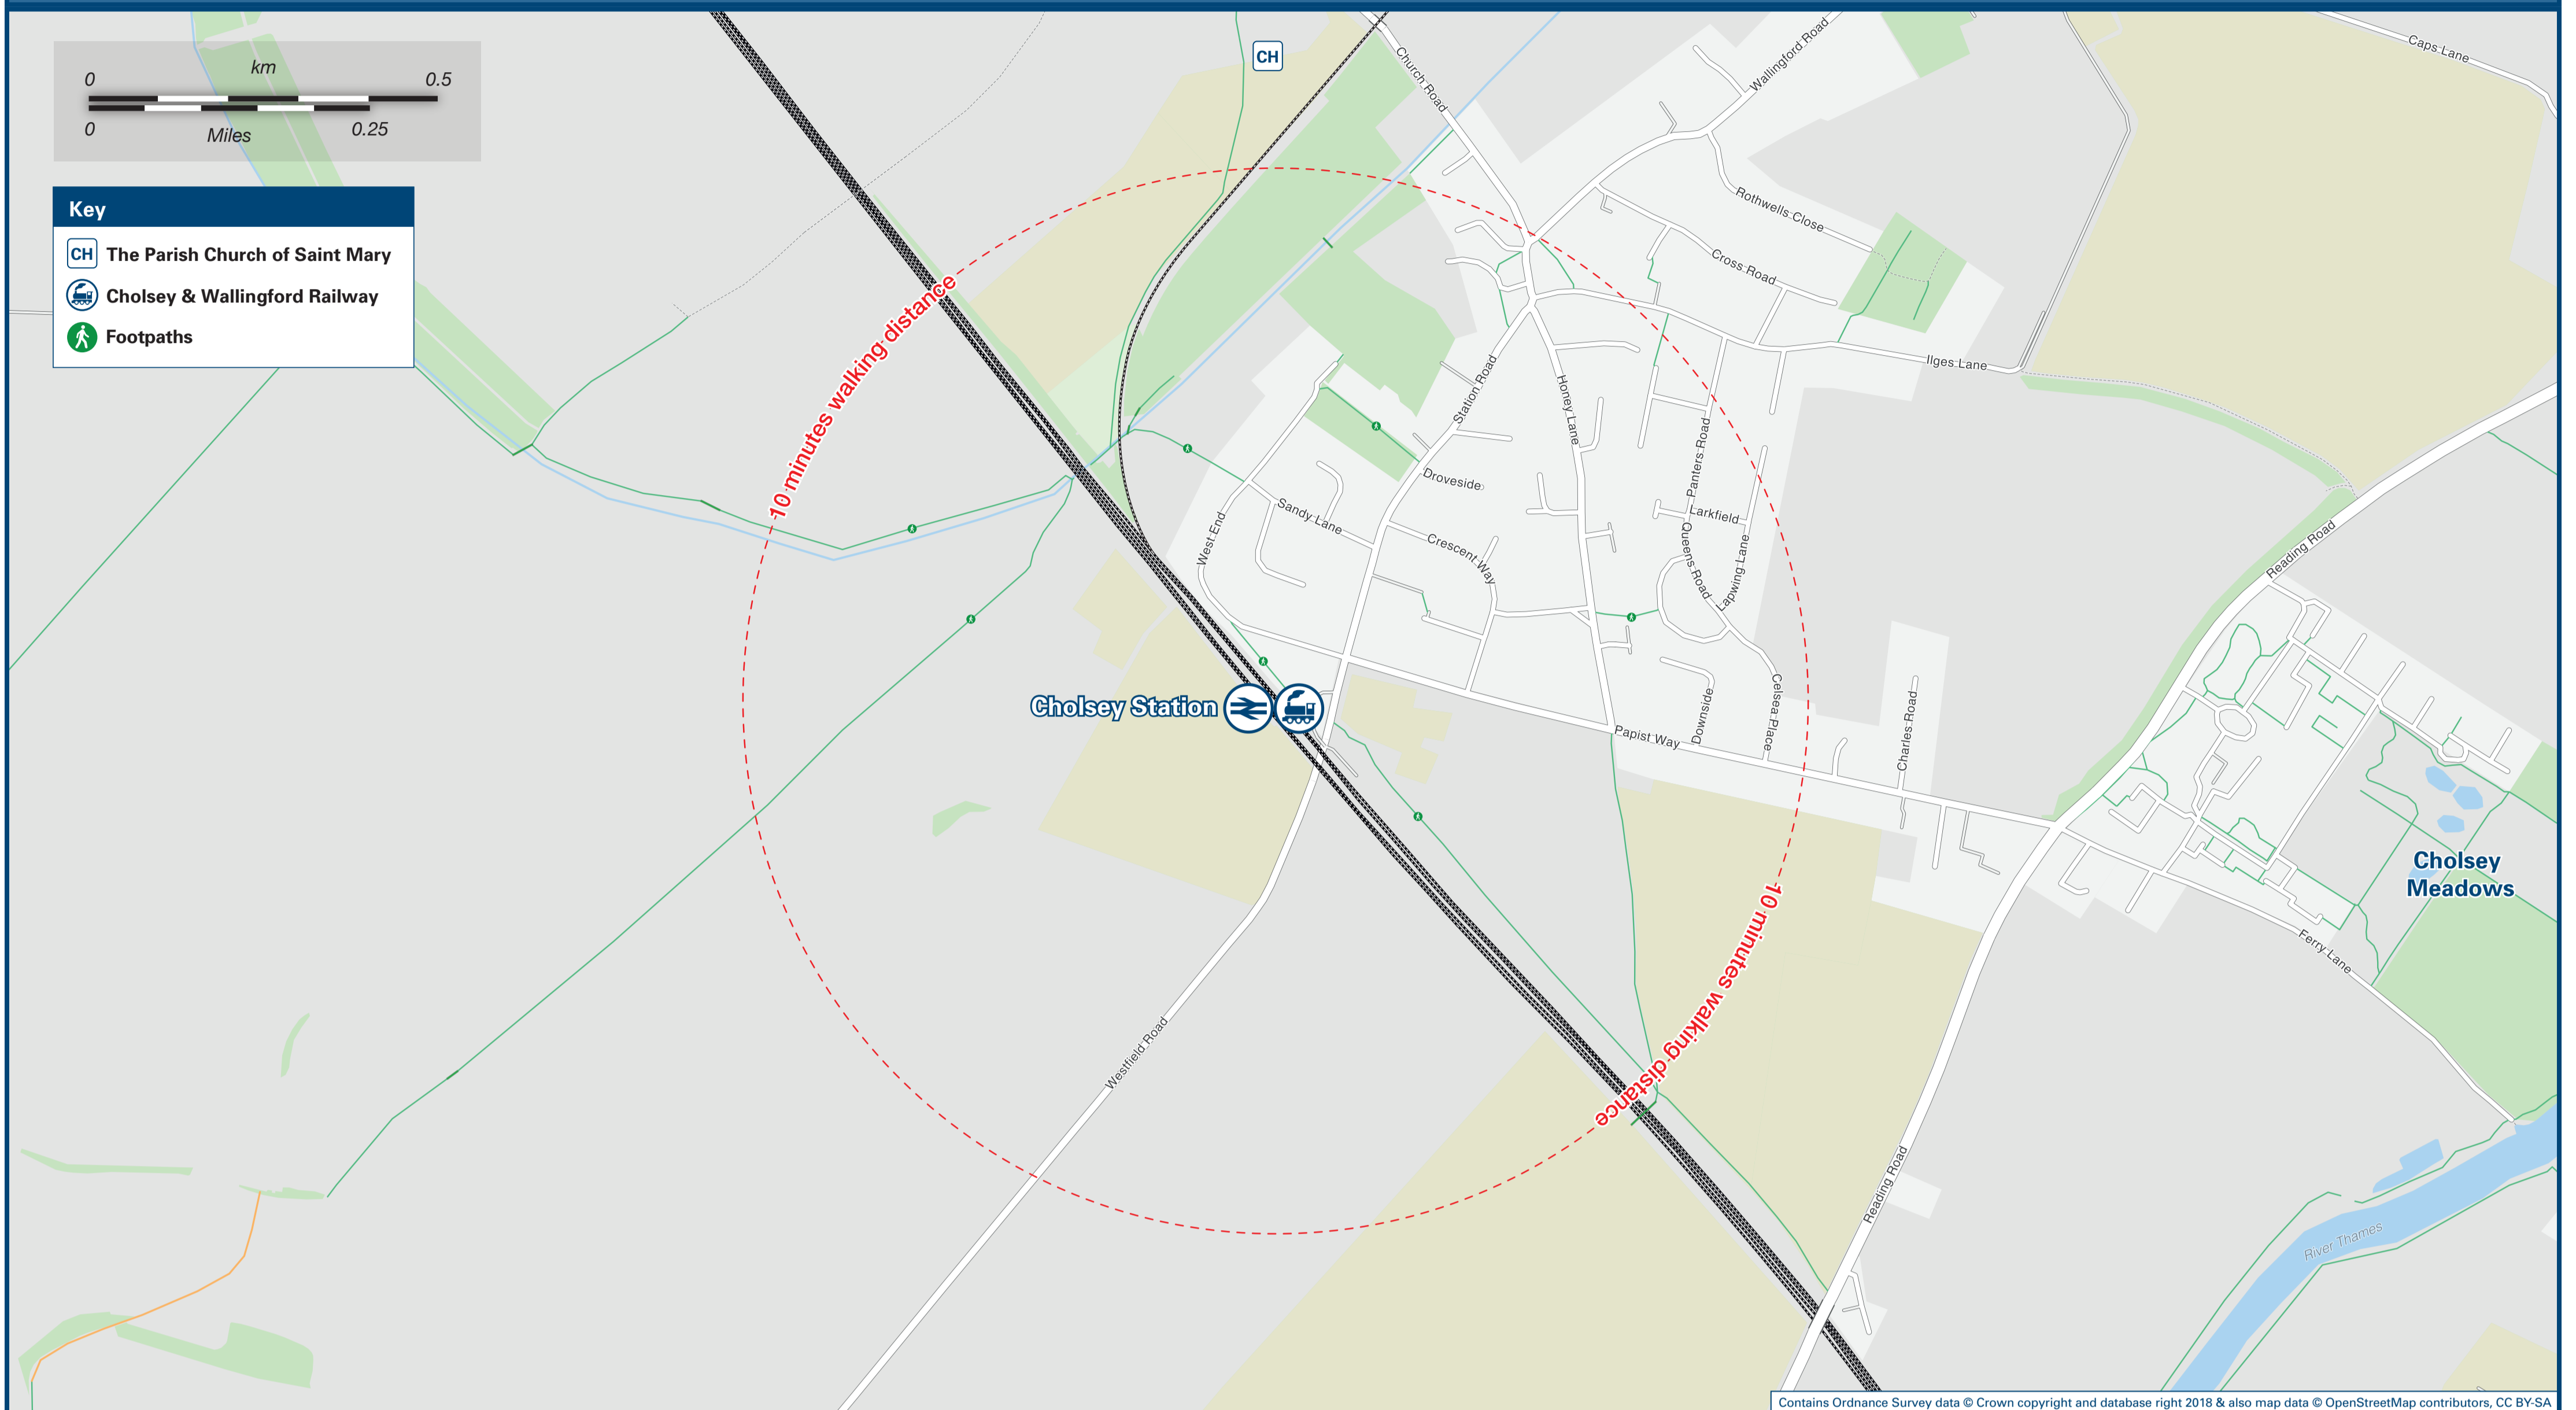 km
0
0.5
0
Miles
0.25
Key
CH The Parish Church of Saint Mary
Cholsey & Wallingford Railway
Footpaths
CH
Church Road
Wallingford Road
Caps Lane
Rothwells Close
Cross Road
Ilges Lane
10 minutes walking distance
Station Road
Honey Lane
Panters Road
Droveside
Sandy Lane
West End
Crescent Way
Larkfield
Queens Road
Lapwing Lane
Reading Road
Cholsey Station
Papist Way
Downside
Celsea Place
Charles Road
Cholsey
Meadows
Ferry Lane
10 minutes walking distance
Westfield Road
Reading Road
River Thames
Contains Ordnance Survey data © Crown copyright and database right 2018 & also map data © OpenStreetMap contributors, CC BY-SA